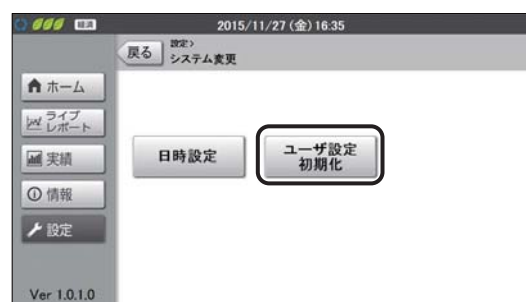 経済
2015/11/27(金)16:35
戻る
設定>
システム変更
ホーム
ライブ
レポート
実績
情報
設定
日時設定
ユーザ設定
初期化
Ver 1.0.1.0